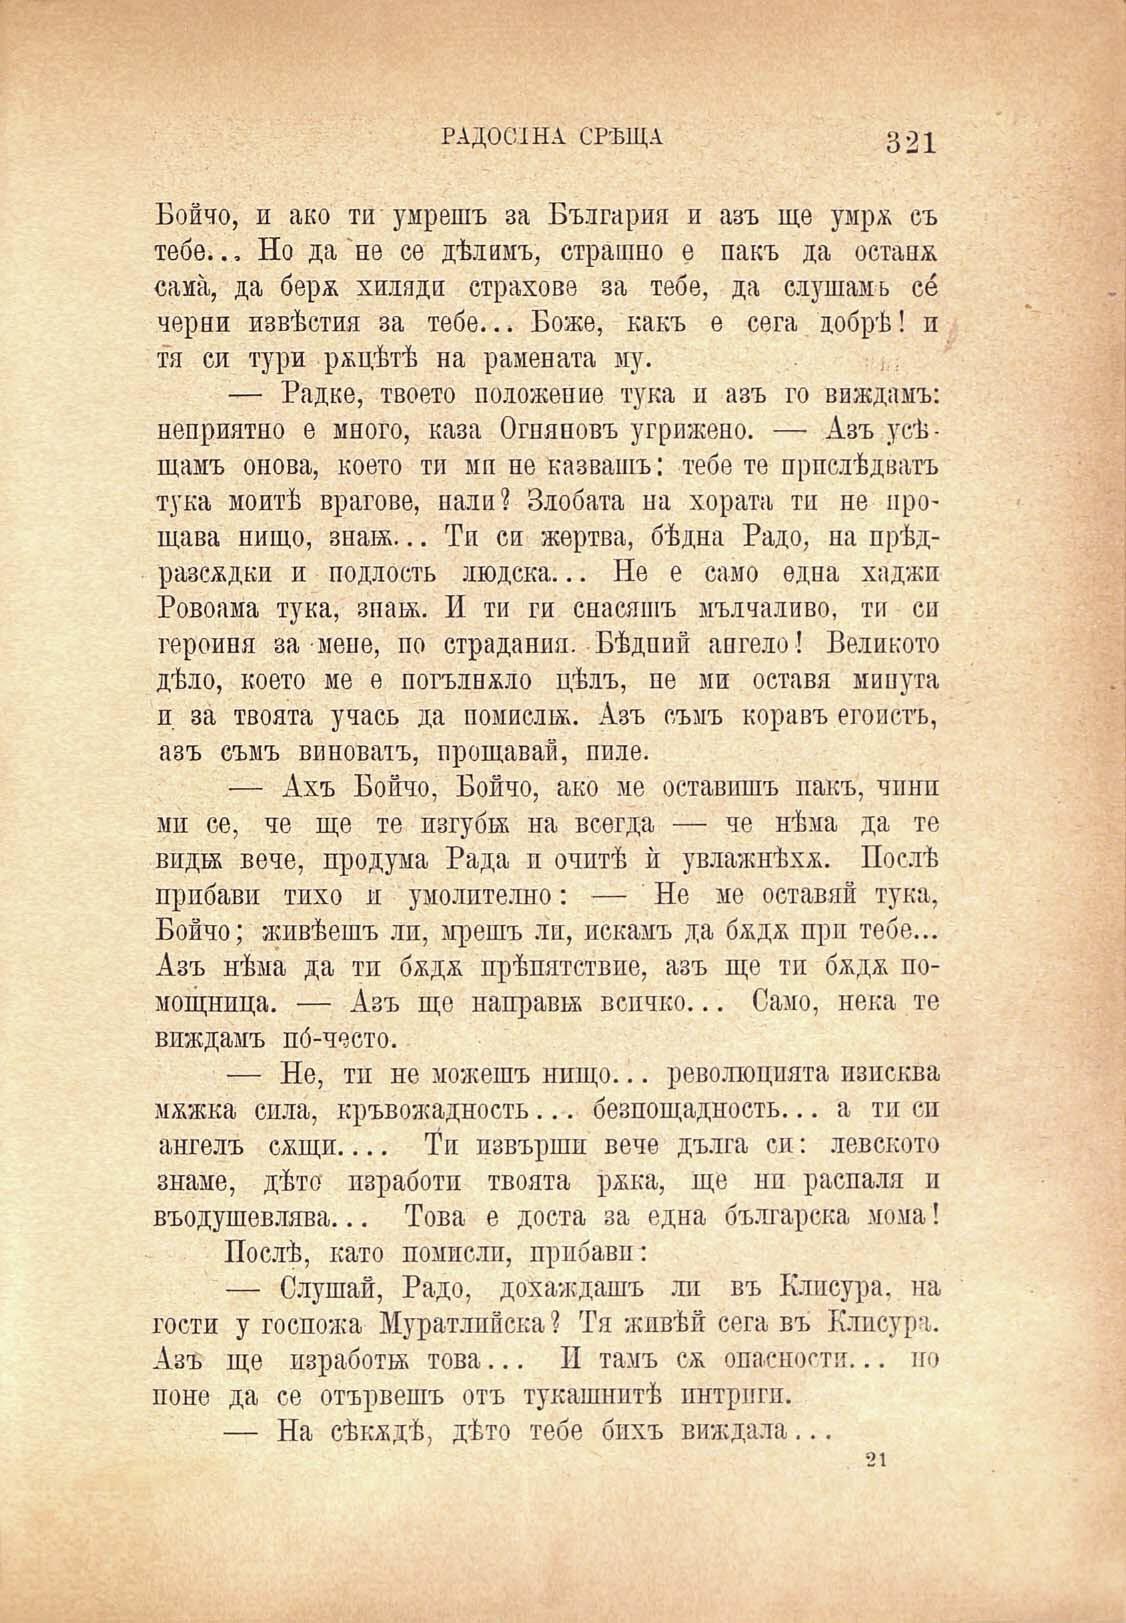 РАДОСІНА СРѢЩА
321
Бойчо, и ако ти умрешъ за България и азъ ще умрѫ съ
тебе... Но да не се дѣлимъ, страшно е пакъ да останѫ
сама̀, да берѫ хиляди страхове за тебе, да слушамь се́
черни извѣстия за тебе... Боже, какъ е сега добрѣ! и
тя си тури рѫцѣтѣ на рамената му.
— Радке, твоето положение тука и азъ го виждамъ:
неприятно е много, каза Огняновъ угрижено. — Азъ усѣ-
щамъ онова, което ти ми не казвашъ: тебе те прислѣдватъ
тука моитѣ врагове, нали? Злобата на хората ти не про-
щава нищо, знаѭ... Ти си жертва, бѣдна Радо, на прѣд-
разсѫдки и подлость людска... Не е само една хаджи
Ровоама тука, знаѭ. И ти ги снасяшъ мълчаливо, ти си
героиня за мене, по страдания. Бѣдний ангело! Великото
дѣло, което ме е погълнѫло цѣлъ, не ми оставя минута
и за твоята учась да помислѭ. Азъ съмъ коравъ егоистъ,
азъ съмъ виноватъ, прощавай, пиле.
— Ахъ Бойчо, Бойчо, ако ме оставишъ пакъ, чини
ми се, че ще те изгубѭ на всегда — че нѣма да те
видѭ вече, продума Рада и очитѣ ѝ увлажнѣхѫ. Послѣ
прибави тихо и умолително: — Не ме оставяй тука,
Бойчо; живѣешъ ли, мрешъ ли, искамъ да бѫдѫ при тебе...
Азъ нѣма да ти бѫдѫ прѣпятствие, азъ ще ти бѫдѫ по-
мощница. — Азъ ще направѭ всичко... Само, нека те
виждамъ по́-често.
— Не, ти не можешъ нищо... революцията изисква
мѫжка сила, кръвожадность... безпощадность... а ти си
ангелъ сѫщи.... Ти извърши вече дълга си: левското
знаме, дѣто изработи твоята рѫка, ще ни распаля и
въодушевлява... Това е доста за една българска мома!
Послѣ, като помисли, прибави:
— Слушай, Радо, дохаждашъ ли въ Клисура, на
гости у госпожа Муратлийска? Тя живѣй сега въ Клисура.
Азъ ще изработѭ това... И тамъ сѫ опасности... но
поне да се отървешъ отъ тукашнитѣ интриги.
— На сѣкѫдѣ, дѣто тебе бихъ виждала...
21